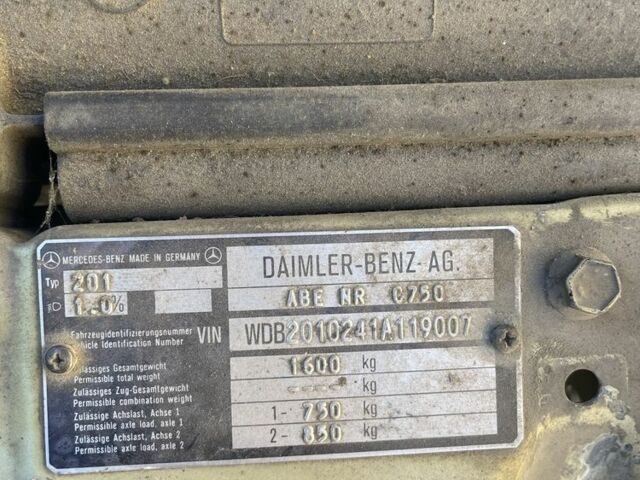 MERCEDES-BENZ MADE IN GERMANY
Typ 201
1.0%
DAIMLER-BENZ AG.
ABE NR C750
Fahrzeugidentifizierungsnummer
Vehicle Identification Number
VIN WDB2010241A119007
Zulässiges Gesamtgewicht
Permissible total weight
1600 kg
Zulässiges Zug-Gesamtgewicht
Permissible combination weight
---- kg
Zulässige Achslast, Achse 1
Permissible axle load, axle 1
1- 750 kg
Zulässige Achslast, Achse 2
Permissible axle load, axle 2
2- 850 kg